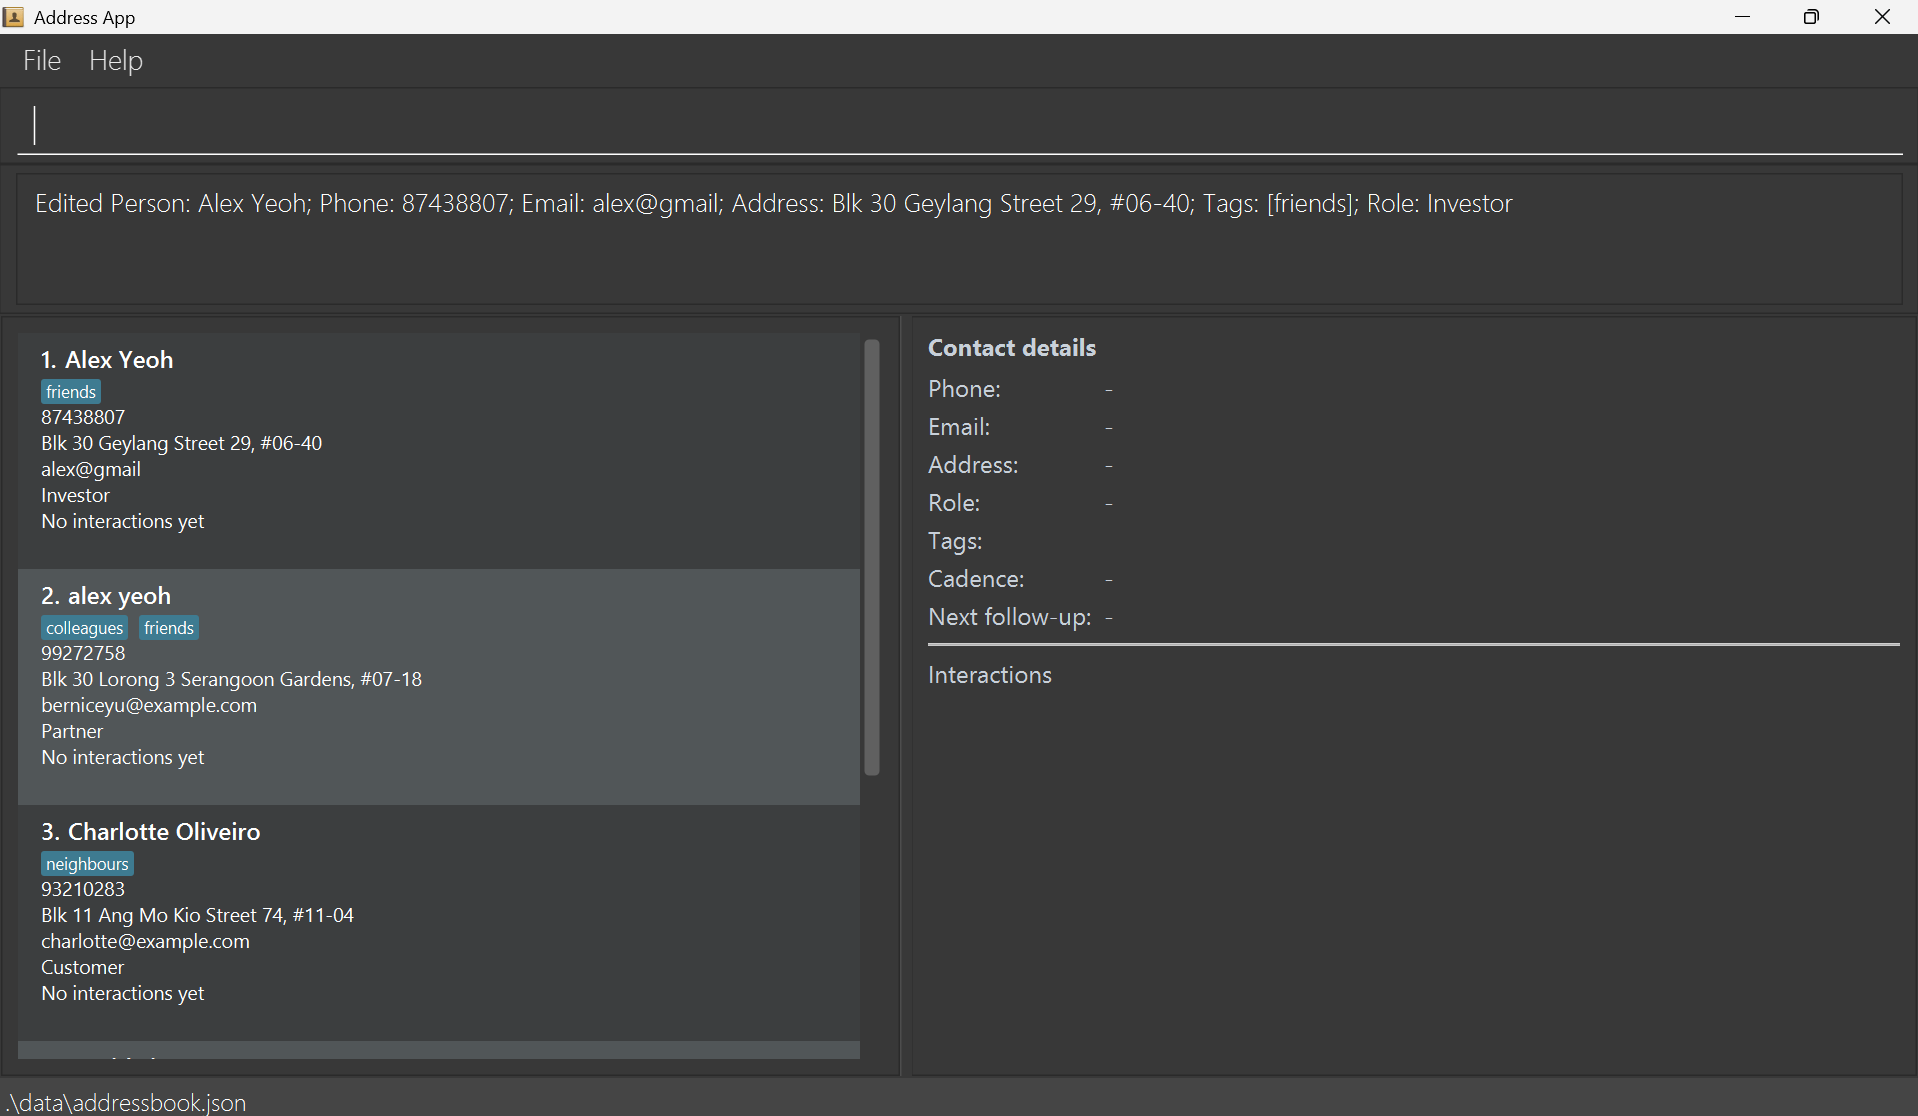 Address App
File Help
Edited Person: Alex Yeoh; Phone: 87438807; Email: alex@gmail; Address: Blk 30 Geylang Street 29, #06-40; Tags: [friends]; Role: Investor
1. Alex Yeoh
friends
87438807
Blk 30 Geylang Street 29, #06-40
alex@gmail
Investor
No interactions yet
2. alex yeoh
colleagues friends
99272758
Blk 30 Lorong 3 Serangoon Gardens, #07-18
berniceyu@example.com
Partner
No interactions yet
3. Charlotte Oliveiro
neighbours
93210283
Blk 11 Ang Mo Kio Street 74, #11-04
charlotte@example.com
Customer
No interactions yet
Contact details
Phone: -
Email: -
Address: -
Role: -
Tags:
Cadence: -
Next follow-up: -
Interactions
.\data\addressbook.json